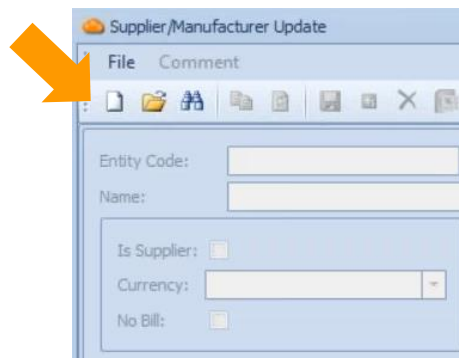 Supplier/Manufacturer Update
File Comment
Entity Code:
Name:
Is Supplier:
Currency:
No Bill: